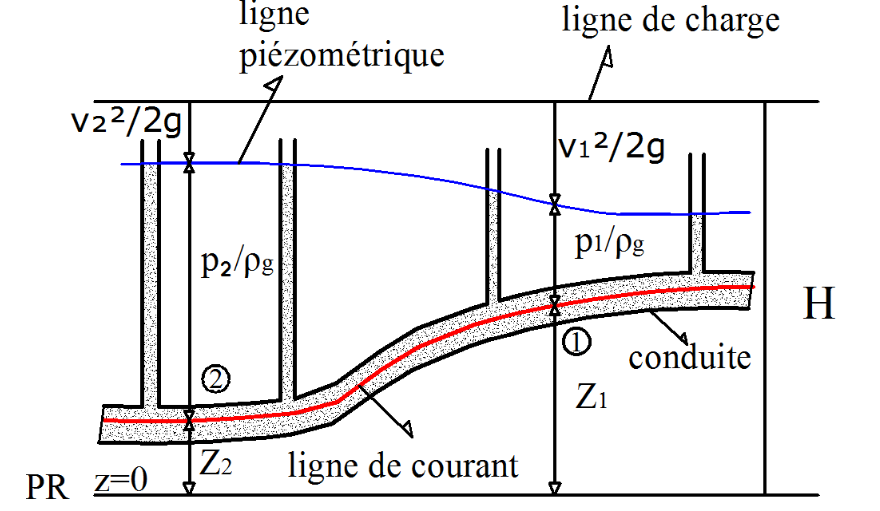 ligne
piézométrique
ligne de charge
v₂²/2g
v₁²/2g
p₂/ρg
p₁/ρg
H
②
①
conduite
Z₁
Z₂
ligne de courant
PR z=0